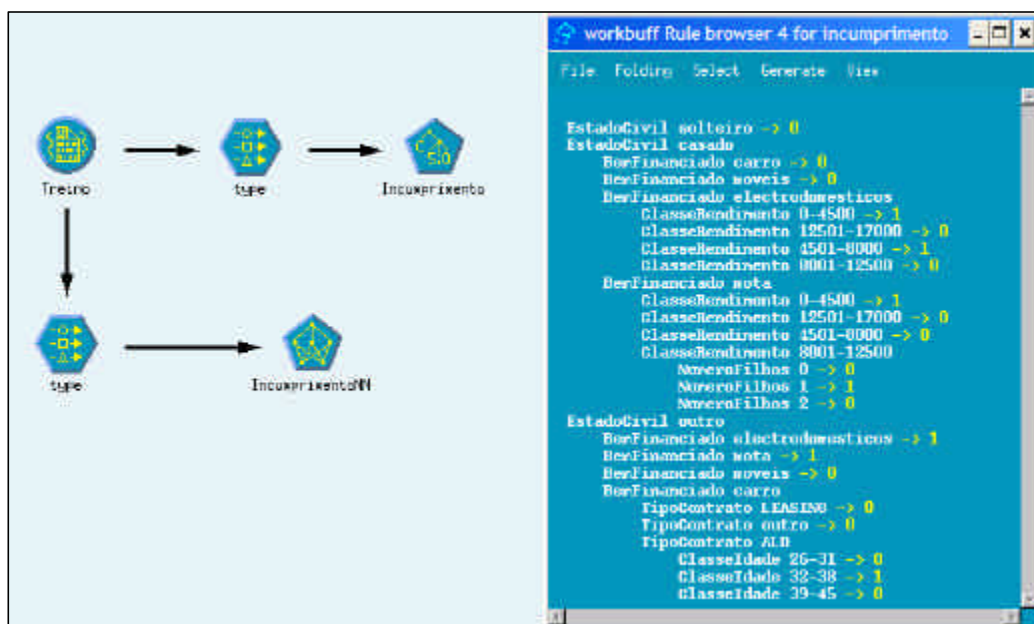 Treino
type
C5.0
Incumprimento
type
IncumprimentoNN
workbuff Rule browser 4 for incumprimento
File Folding Select Generate View
EstadoCivil solteiro -> 0
EstadoCivil casado
BemFinanciado carro -> 0
BemFinanciado moveis -> 0
BemFinanciado electrodomesticos
ClasseRendimento 0-4500 -> 1
ClasseRendimento 12501-17000 -> 0
ClasseRendimento 4501-8000 -> 1
ClasseRendimento 8001-12500 -> 0
BemFinanciado mota
ClasseRendimento 0-4500 -> 1
ClasseRendimento 12501-17000 -> 0
ClasseRendimento 4501-8000 -> 0
ClasseRendimento 8001-12500
NumeroFilhos 0 -> 0
NumeroFilhos 1 -> 1
NumeroFilhos 2 -> 0
EstadoCivil outro
BemFinanciado electrodomesticos -> 1
BemFinanciado mota -> 1
BemFinanciado moveis -> 0
BemFinanciado carro
TipoContrato LEASING -> 0
TipoContrato outro -> 0
TipoContrato ALD
ClasseIdade 26-31 -> 0
ClasseIdade 32-38 -> 1
ClasseIdade 39-45 -> 0